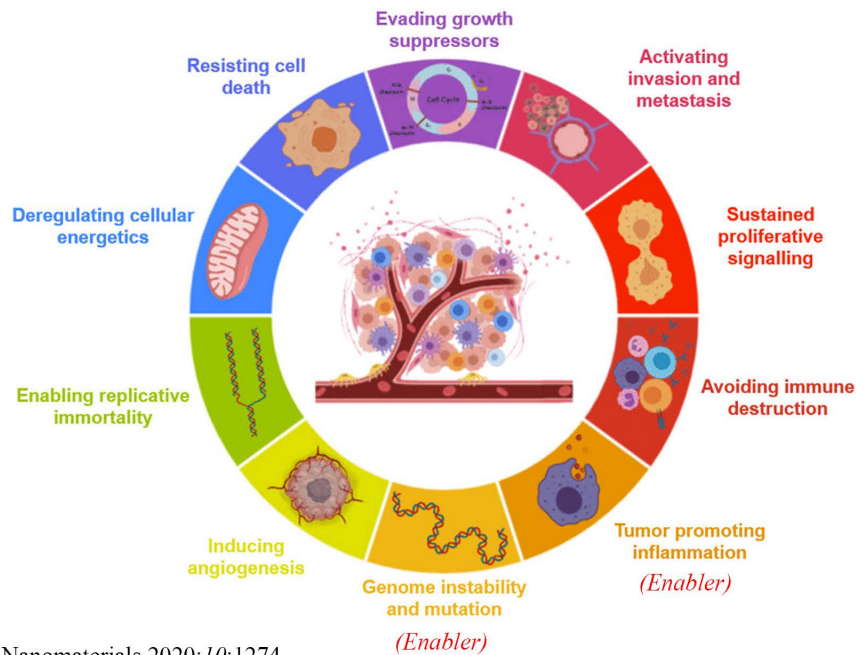 Evading growth
suppressors
Activating
invasion and
metastasis
Sustained
proliferative
signalling
Avoiding immune
destruction
Tumor promoting
inflammation
(Enabler)
Genome instability
and mutation
(Enabler)
Inducing
angiogenesis
Enabling replicative
immortality
Deregulating cellular
energetics
Resisting cell
death
Cell Cycle
Nanomaterials 2020;10:1274